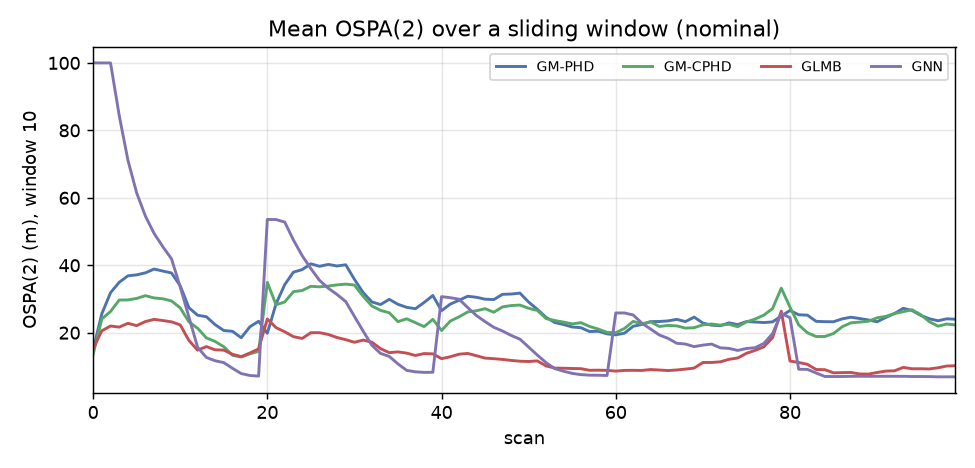 Mean OSPA(2) over a sliding window (nominal)
GM-PHD GM-CPHD GLMB GNN
OSPA(2) (m), window 10
100
80
60
40
20
0 20 40 60 80
scan